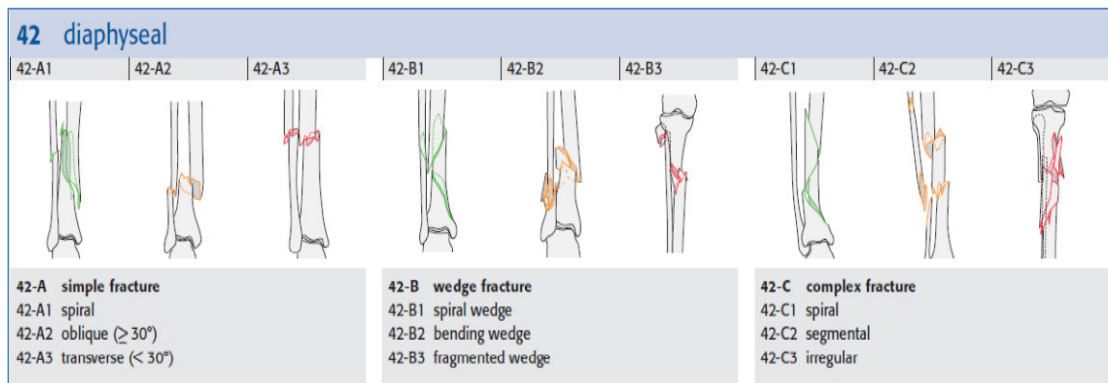 42 diaphyseal
42-A1 42-A2 42-A3 42-B1 42-B2 42-B3 42-C1 42-C2 42-C3
42-A simple fracture
42-A1 spiral
42-A2 oblique (≥ 30°)
42-A3 transverse (< 30°)
42-B wedge fracture
42-B1 spiral wedge
42-B2 bending wedge
42-B3 fragmented wedge
42-C complex fracture
42-C1 spiral
42-C2 segmental
42-C3 irregular